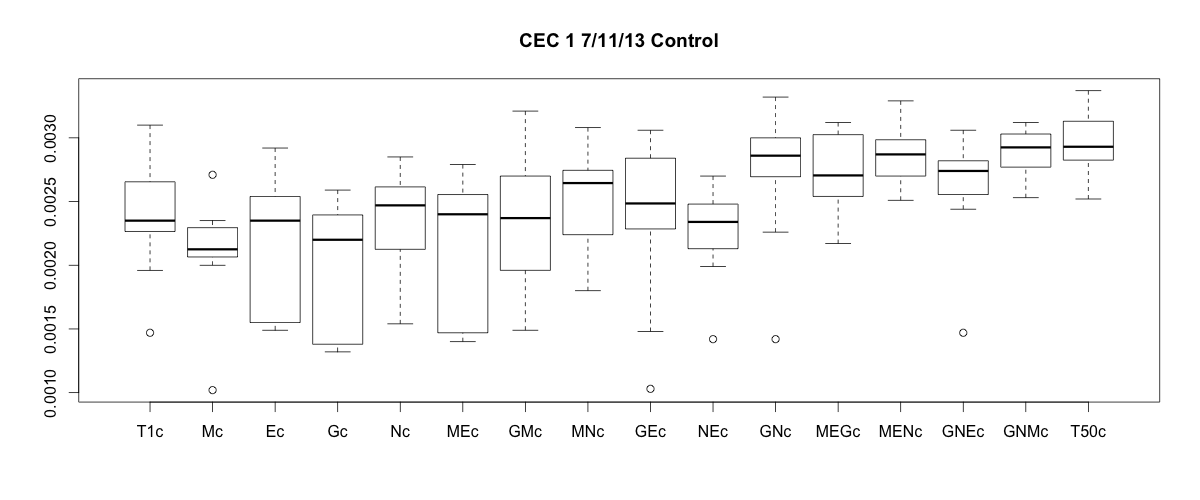 CEC 1 7/11/13 Control
0.0030
0.0025
0.0020
0.0015
0.0010
T1c Mc Ec Gc Nc MEc GMc MNc GEc NEc GNc MEGc MENc GNEc GNMc T50c